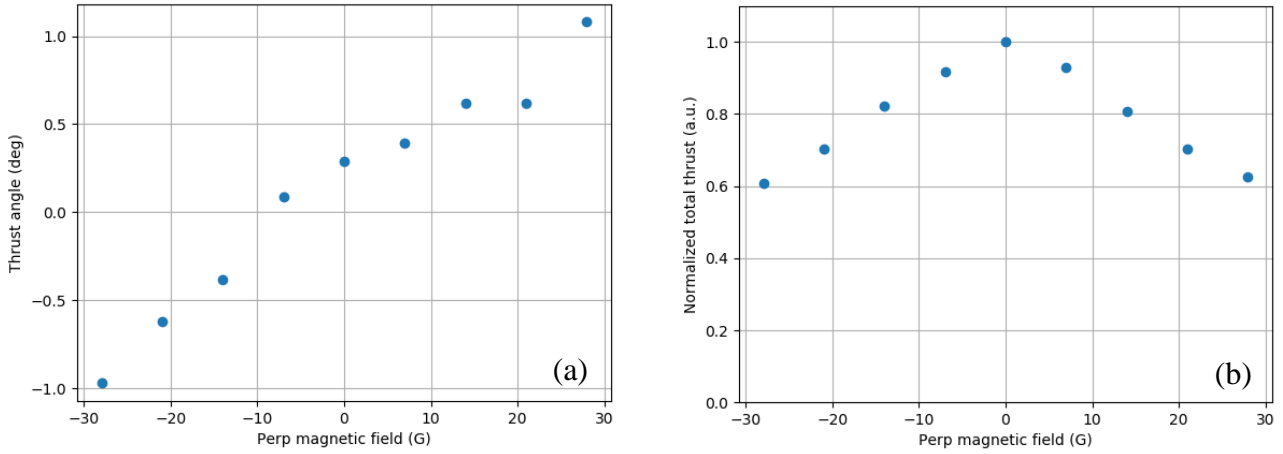 1.0
0.5
0.0
−0.5
−1.0
Thrust angle (deg)
−30 −20 −10 0 10 20 30
Perp magnetic field (G)
(a)
1.0
0.8
0.6
0.4
0.2
0.0
Normalized total thrust (a.u.)
−30 −20 −10 0 10 20 30
Perp magnetic field (G)
(b)